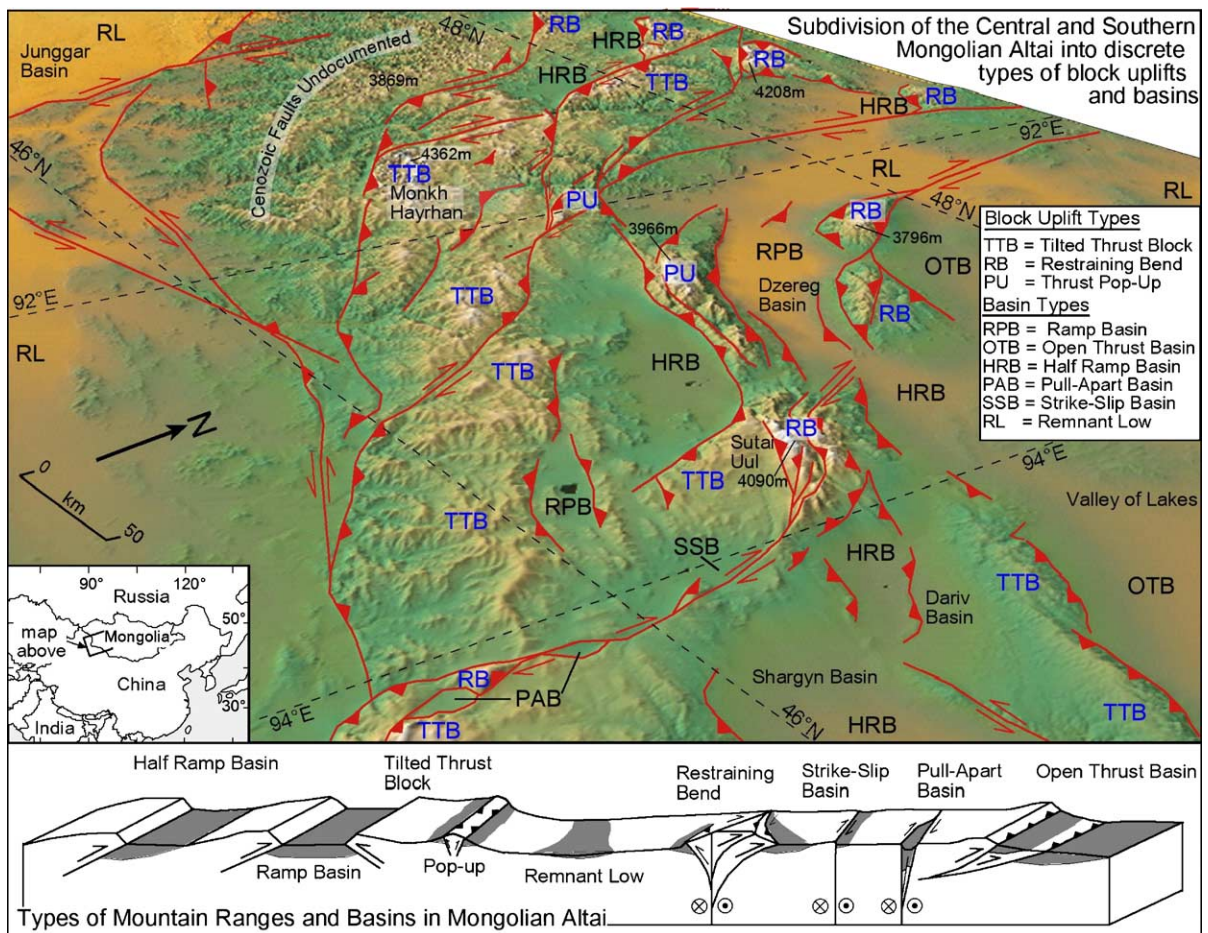 Subdivision of the Central and Southern
Mongolian Altai into discrete
types of block uplifts
and basins
RL
Junggar
Basin
Cenozoic Faults Undocumented
3869m
48°N
RB
HRB
RB
HRB
TTB
RB
4208m
HRB
RB
92°E
46°N
4362m
TTB
Monkh
Hayrhan
PU
RL
RL
48°N
RB
3796m
3966m
PU
RPB
Dzereg
Basin
OTB
RB
92°E
TTB
RL
TTB
HRB
HRB
N
0
km
50
RB
Sutai
Uul
4090m
TTB
94°E
Valley of Lakes
RPB
TTB
SSB
HRB
Dariv
Basin
TTB
OTB
RB
PAB
Shargyn Basin
94°E
TTB
46°N
HRB
TTB
Block Uplift Types
TTB = Tilted Thrust Block
RB = Restraining Bend
PU = Thrust Pop-Up
Basin Types
RPB = Ramp Basin
OTB = Open Thrust Basin
HRB = Half Ramp Basin
PAB = Pull-Apart Basin
SSB = Strike-Slip Basin
RL = Remnant Low
90° 120°
Russia
50°
map
above
Mongolia
China
30°
India
Half Ramp Basin
Tilted Thrust
Block
Restraining
Bend
Strike-Slip
Basin
Pull-Apart
Basin
Open Thrust Basin
Ramp Basin
Pop-up
Remnant Low
Types of Mountain Ranges and Basins in Mongolian Altai